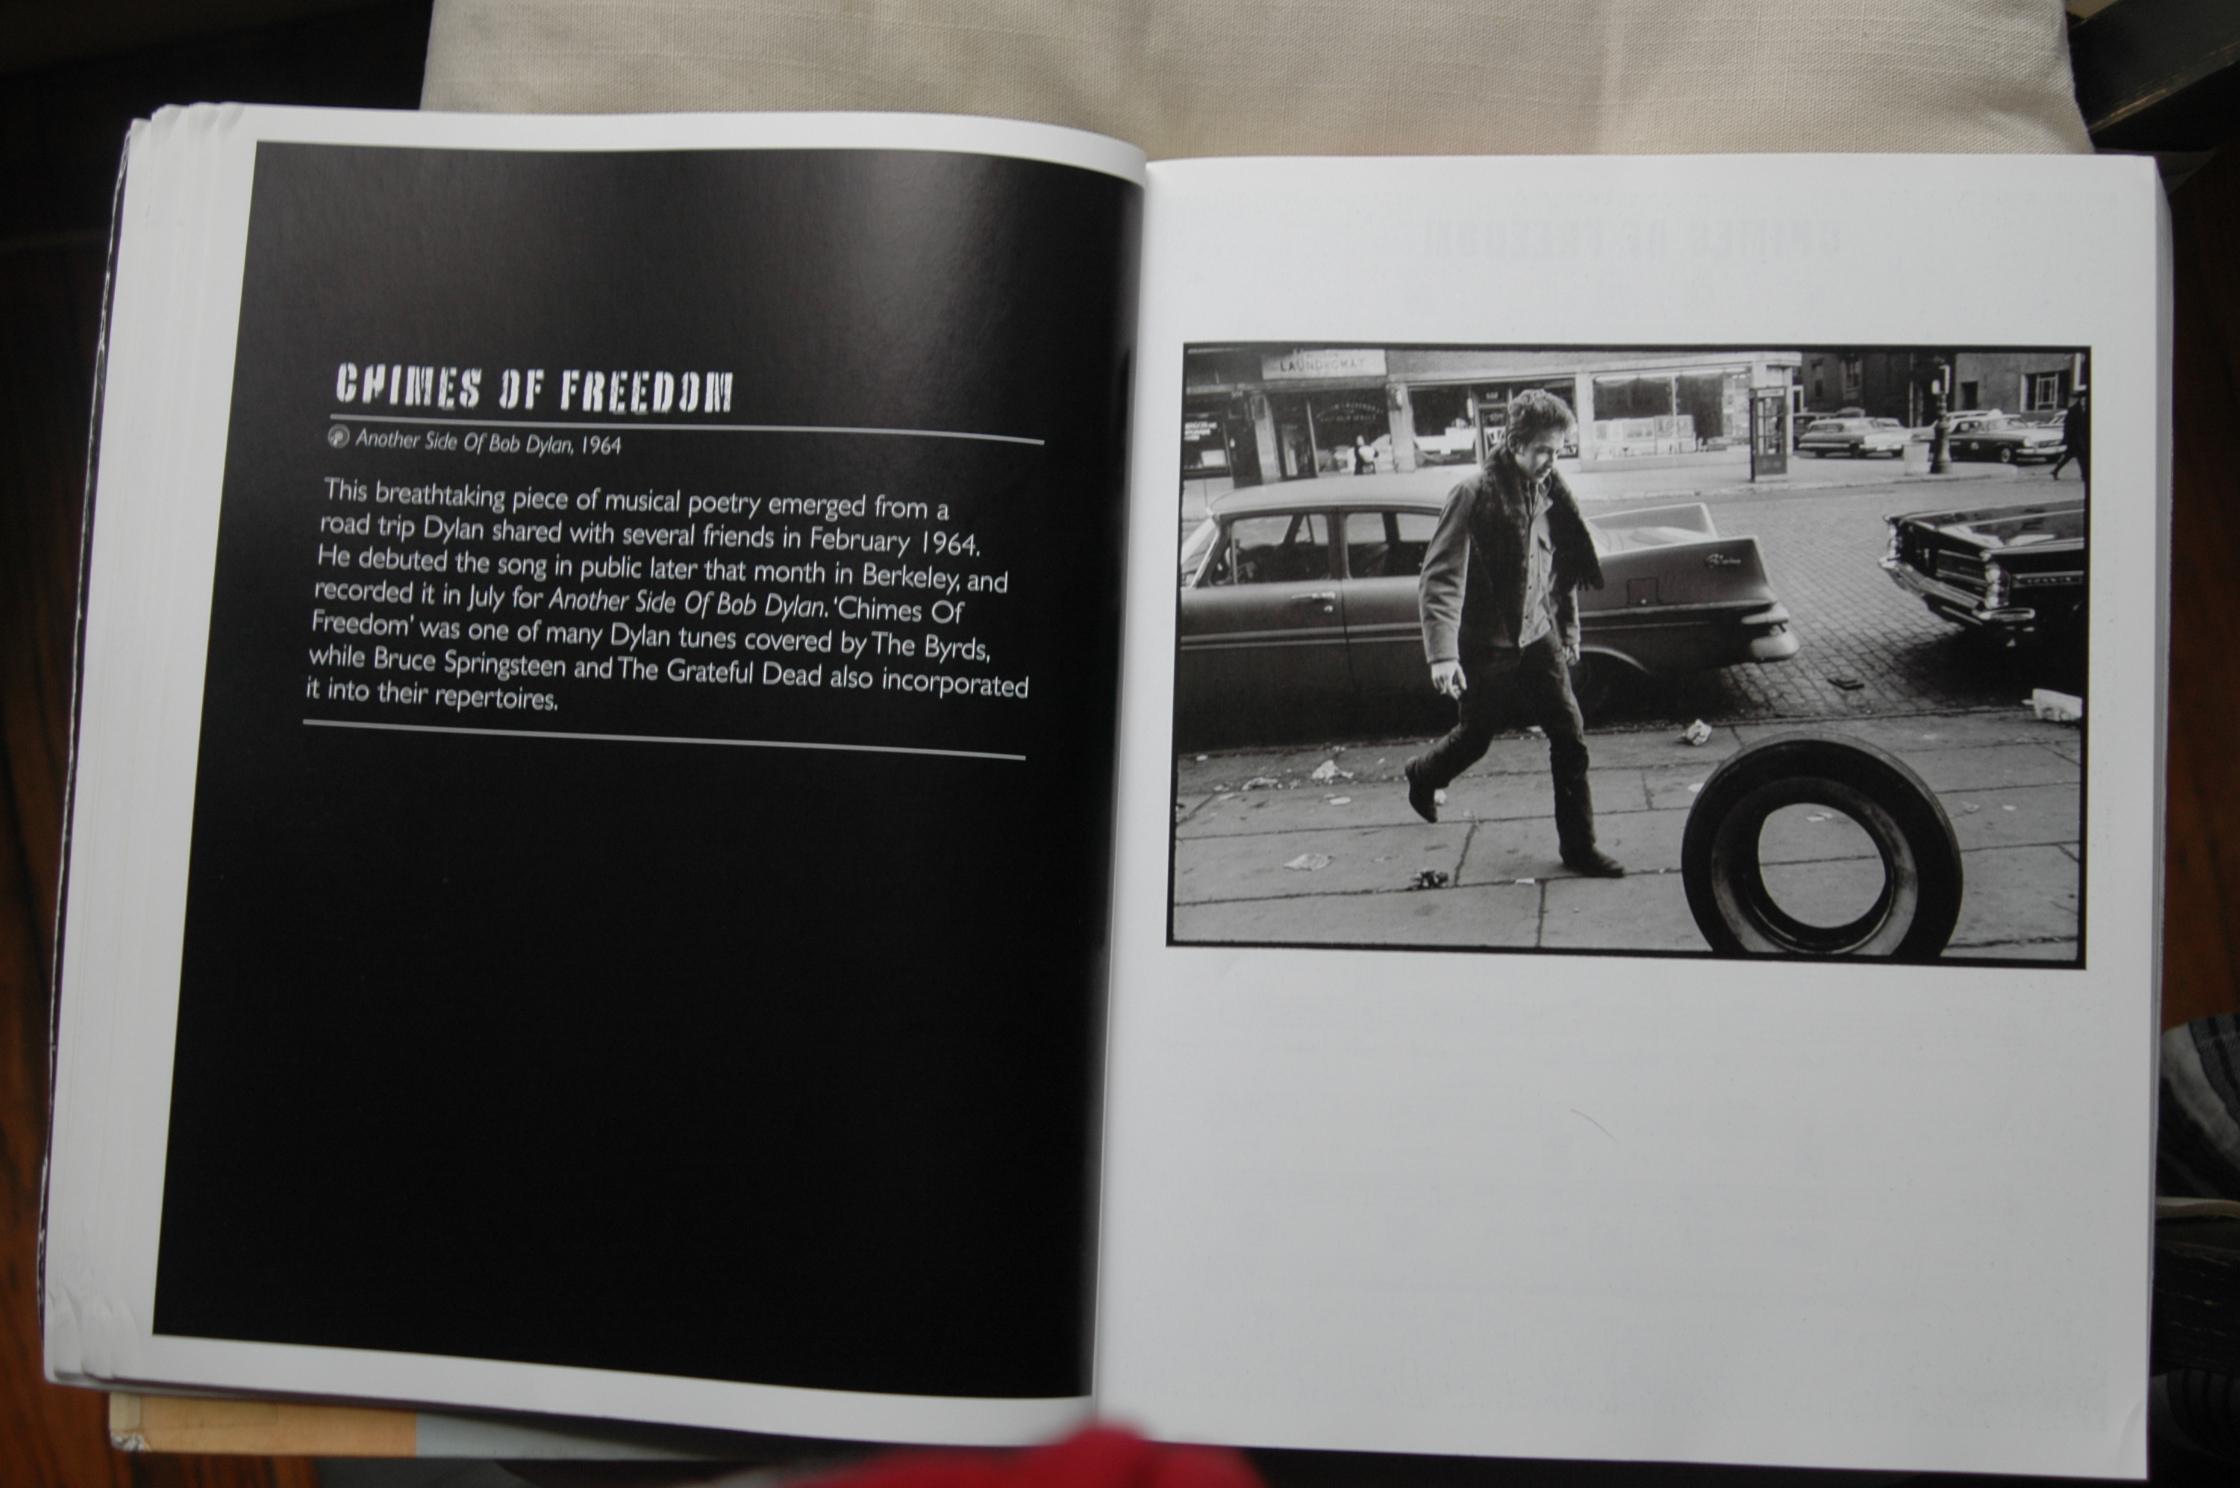 CHIMES OF FREEDOM
Another Side Of Bob Dylan, 1964
This breathtaking piece of musical poetry emerged from a
road trip Dylan shared with several friends in February 1964.
He debuted the song in public later that month in Berkeley, and
recorded it in July for Another Side Of Bob Dylan. 'Chimes Of
Freedom' was one of many Dylan tunes covered by The Byrds,
while Bruce Springsteen and The Grateful Dead also incorporated
it into their repertoires.
LAUNDROMAT